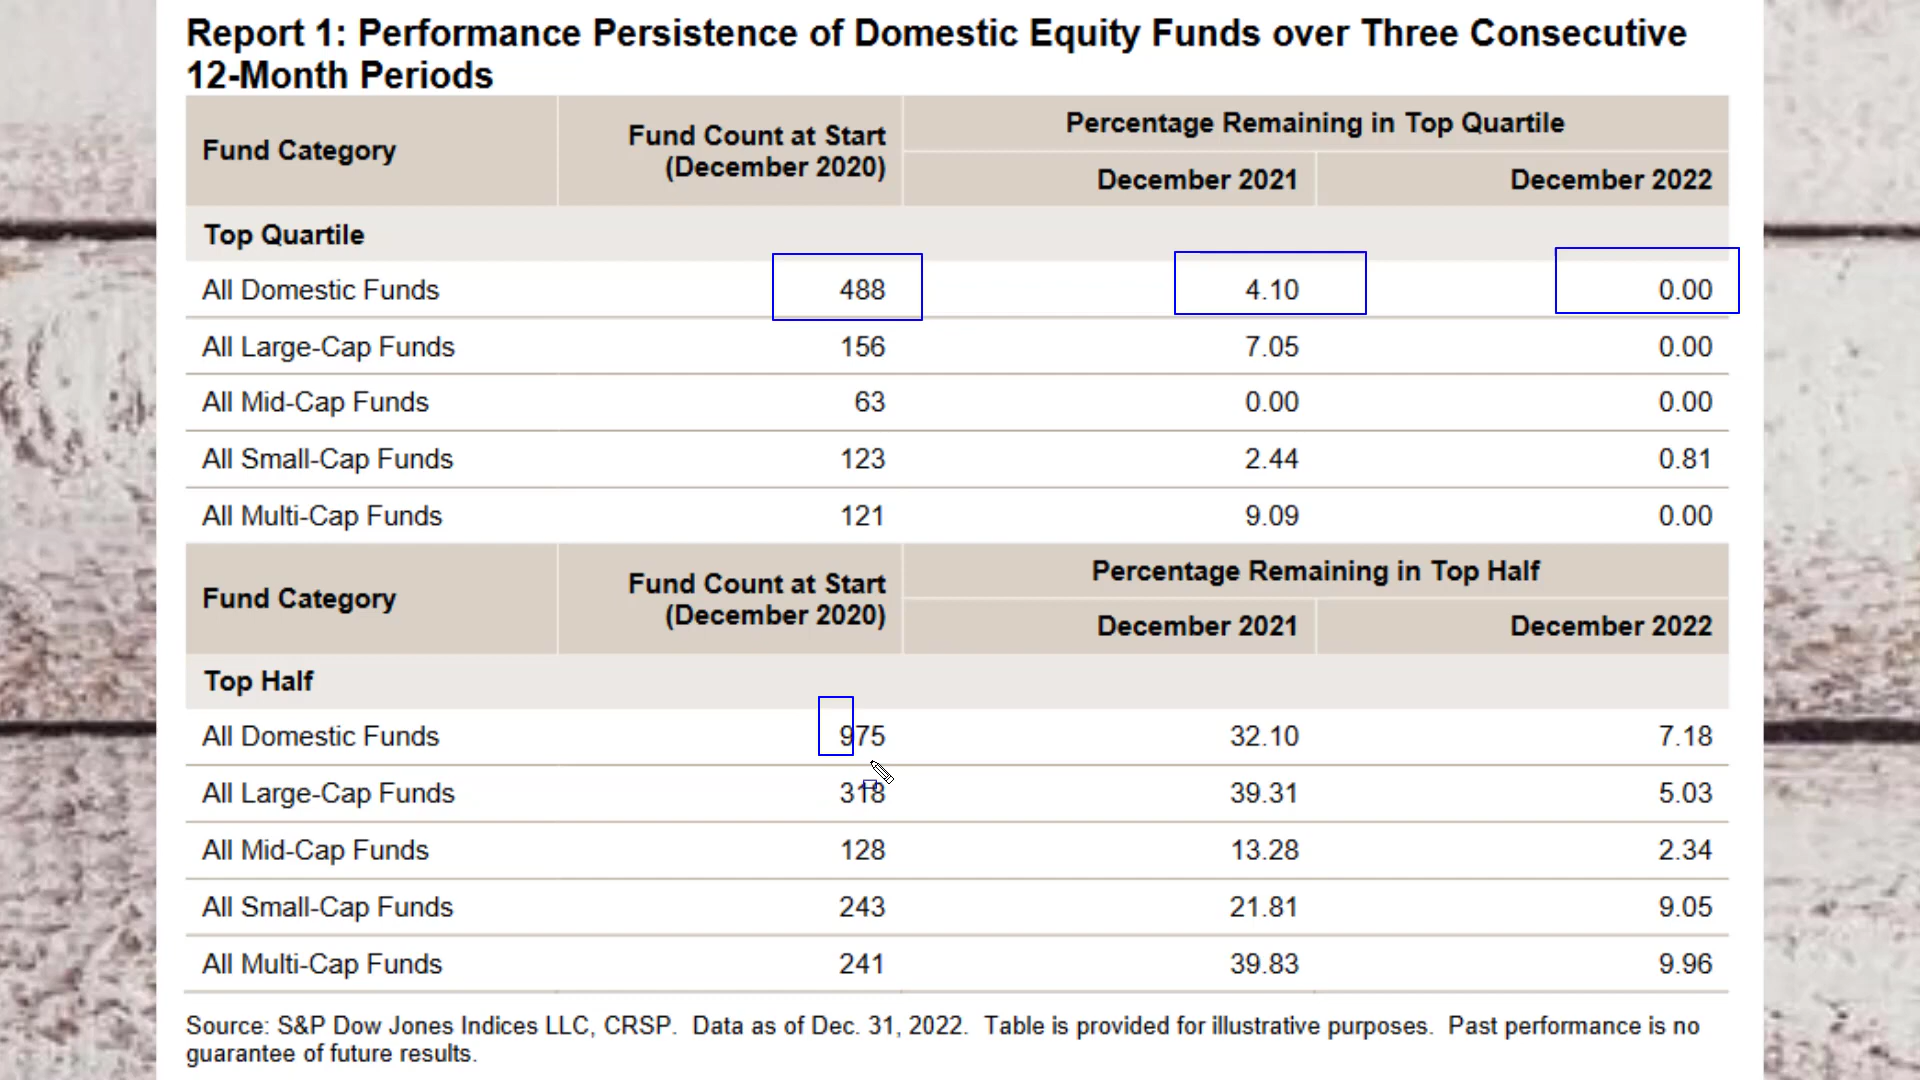 Report 1: Performance Persistence of Domestic Equity Funds over Three Consecutive
12-Month Periods
Fund Category
Fund Count at Start
(December 2020)
Percentage Remaining in Top Quartile
December 2021
December 2022
Top Quartile
All Domestic Funds 488 4.10 0.00
All Large-Cap Funds 156 7.05 0.00
All Mid-Cap Funds 63 0.00 0.00
All Small-Cap Funds 123 2.44 0.81
All Multi-Cap Funds 121 9.09 0.00
Fund Category
Fund Count at Start
(December 2020)
Percentage Remaining in Top Half
December 2021
December 2022
Top Half
All Domestic Funds 975 32.10 7.18
All Large-Cap Funds 318 39.31 5.03
All Mid-Cap Funds 128 13.28 2.34
All Small-Cap Funds 243 21.81 9.05
All Multi-Cap Funds 241 39.83 9.96
Source: S&P Dow Jones Indices LLC, CRSP. Data as of Dec. 31, 2022. Table is provided for illustrative purposes. Past performance is no
guarantee of future results.